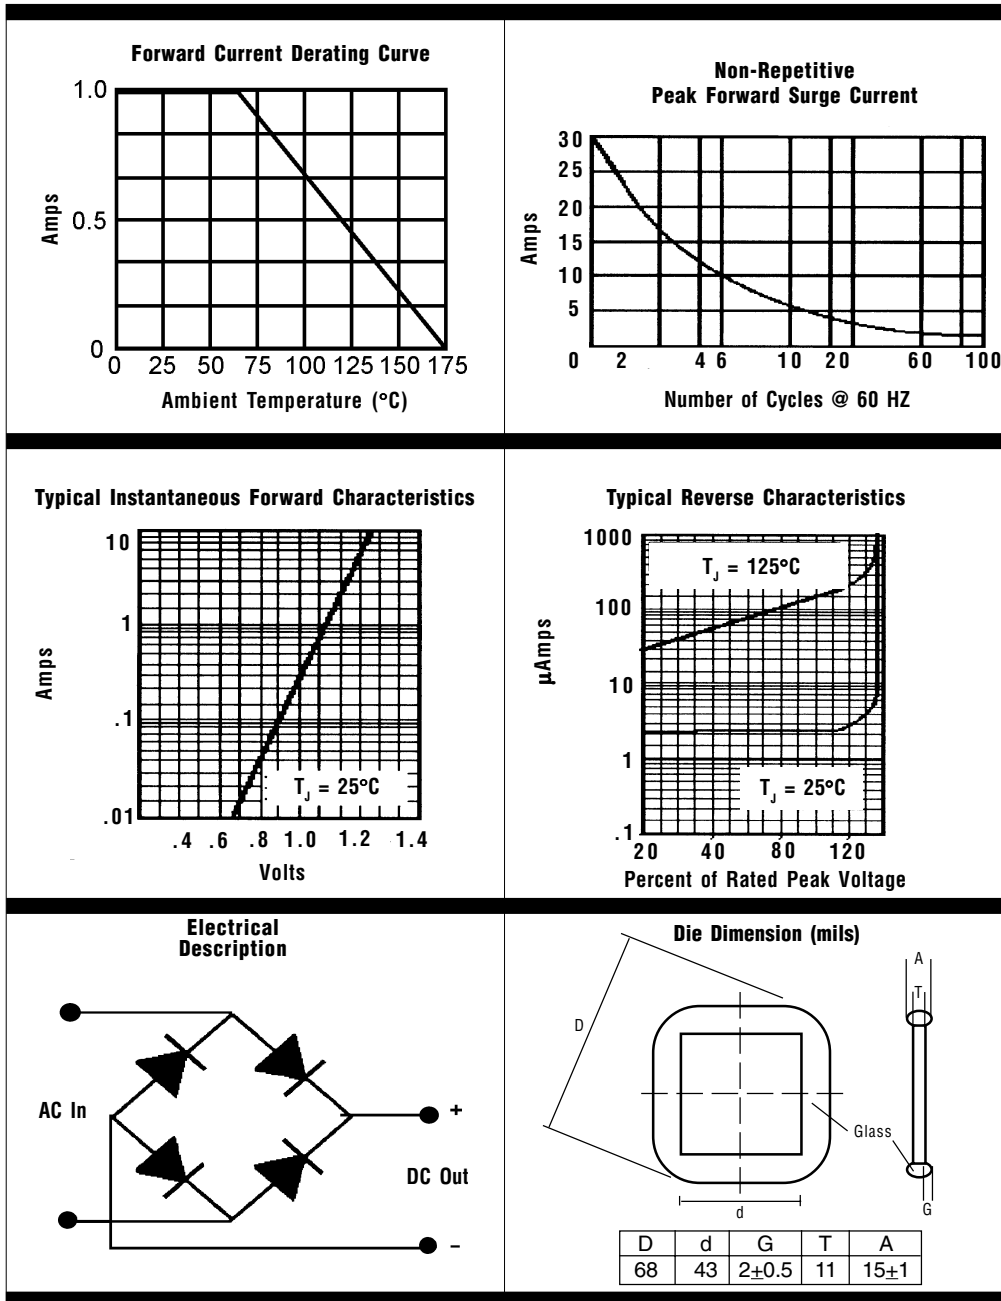 Forward Current Derating Curve
1.0
0.5
0
Amps
0 25 50 75 100 125 150 175
Ambient Temperature (°C)
Non-Repetitive
Peak Forward Surge Current
30
25
20
15
10
5
Amps
0 2 4 6 10 20 60 100
Number of Cycles @ 60 HZ
Typical Instantaneous Forward Characteristics
10
1
.1
.01
Amps
TJ = 25°C
.4 .6 .8 1.0 1.2 1.4
Volts
Typical Reverse Characteristics
1000
100
10
1
.1
µAmps
TJ = 125°C
TJ = 25°C
20 40 80 120
Percent of Rated Peak Voltage
Electrical
Description
AC In
+
DC Out
–
Die Dimension (mils)
D
A
T
Glass
G
d
D d G T A
68 43 2±0.5 11 15±1